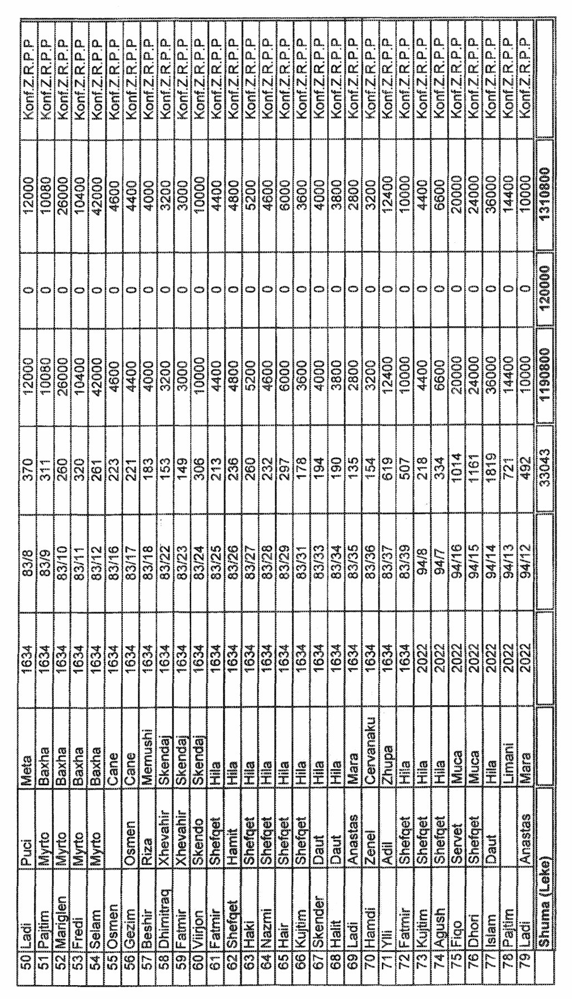 50 Ladi Puci Meta 1634 83/8 370 12000 0 12000 Konf.Z.R.P.P
51 Pajtim Myrto Baxha 1634 83/9 311 10080 0 10080 Konf.Z.R.P.P
52 Mariglen Myrto Baxha 1634 83/10 260 26000 0 26000 Konf.Z.R.P.P
53 Fredi Myrto Baxha 1634 83/11 320 10400 0 10400 Konf.Z.R.P.P
54 Selam Myrto Baxha 1634 83/12 261 42000 0 42000 Konf.Z.R.P.P
55 Osmen Cane 1634 83/16 223 4600 0 4600 Konf.Z.R.P.P
56 Gezim Osmen Cane 1634 83/17 221 4400 0 4400 Konf.Z.R.P.P
57 Beshir Riza Memushi 1634 83/18 183 4000 0 4000 Konf.Z.R.P.P
58 Dhimitraq Xhevahir Skendaj 1634 83/22 153 3200 0 3200 Konf.Z.R.P.P
59 Fatmir Xhevahir Skendaj 1634 83/23 149 3000 0 3000 Konf.Z.R.P.P
60 Viirjon Skendo Skendaj 1634 83/24 306 10000 0 10000 Konf.Z.R.P.P
61 Fatmir Shefqet Hila 1634 83/25 213 4400 0 4400 Konf.Z.R.P.P
62 Shefqet Hamit Hila 1634 83/26 236 4800 0 4800 Konf.Z.R.P.P
63 Haki Shefqet Hila 1634 83/27 260 5200 0 5200 Konf.Z.R.P.P
64 Nazmi Shefqet Hila 1634 83/28 232 4600 0 4600 Konf.Z.R.P.P
65 Hair Shefqet Hila 1634 83/29 297 6000 0 6000 Konf.Z.R.P.P
66 Kujtim Shefqet Hila 1634 83/31 178 3600 0 3600 Konf.Z.R.P.P
67 Skender Daut Hila 1634 83/33 194 4000 0 4000 Konf.Z.R.P.P
68 Halit Daut Hila 1634 83/34 190 3800 0 3800 Konf.Z.R.P.P
69 Ladi Anastas Mara 1634 83/35 135 2800 0 2800 Konf.Z.R.P.P
70 Hamdi Zenel Cervanaku 1634 83/36 154 3200 0 3200 Konf.Z.R.P.P
71 Ylli Adil Zhupa 1634 83/37 619 12400 0 12400 Konf.Z.R.P.P
72 Fatmir Shefqet Hila 1634 83/39 507 10000 0 10000 Konf.Z.R.P.P
73 Kujtim Shefqet Hila 2022 94/8 218 4400 0 4400 Konf.Z.R.P.P
74 Agush Shefqet Hila 2022 94/7 334 6600 0 6600 Konf.Z.R.P.P
75 Fiqo Servet Muca 2022 94/16 1014 20000 0 20000 Konf.Z.R.P.P
76 Dhori Shefqet Muca 2022 94/15 1161 24000 0 24000 Konf.Z.R.P.P
77 Islam Daut Hila 2022 94/14 1819 36000 0 36000 Konf.Z.R.P.P
78 Pajtim Limani 2022 94/13 721 14400 0 14400 Konf.Z.R.P.P
79 Ladi Anastas Mara 2022 94/12 492 10000 0 10000 Konf.Z.R.P.P
Shuma (Leke) 33043 1190800 120000 1310800